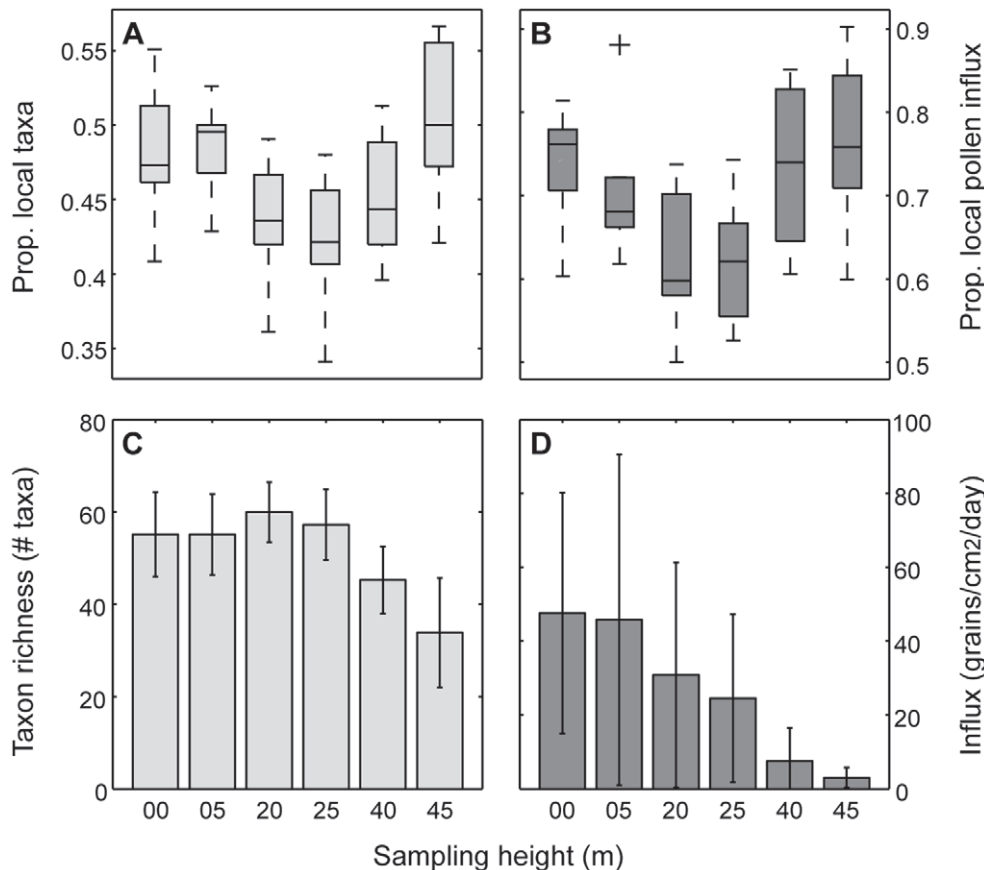 A
Prop. local taxa
0.55
0.5
0.45
0.4
0.35
B
0.9
0.8
0.7
0.6
0.5
Prop. local pollen influx
C
Taxon richness (# taxa)
80
60
40
20
0
00 05 20 25 40 45
D
100
80
60
40
20
0
Influx (grains/cm2/day)
00 05 20 25 40 45
Sampling height (m)